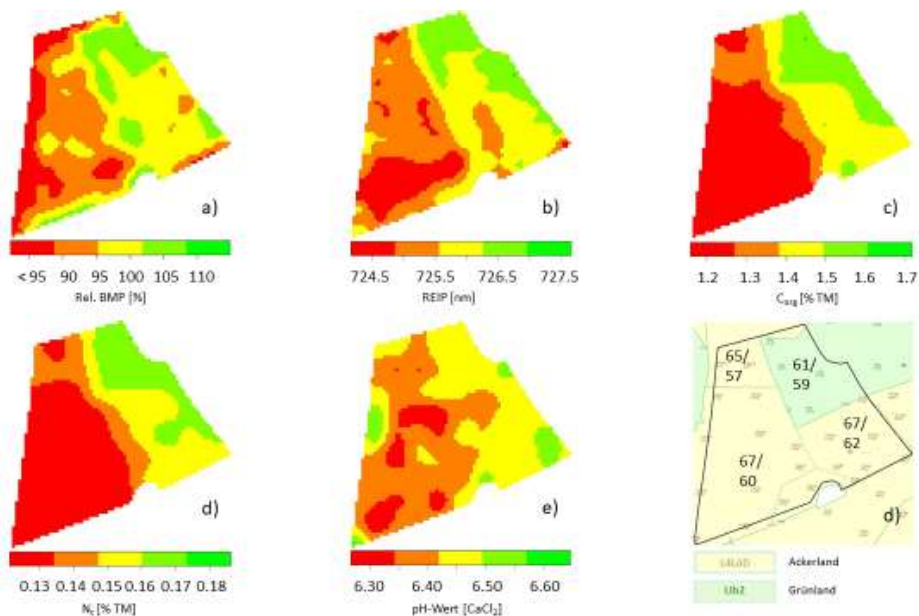 a)
b)
c)
<95 90 95 100 105 110
Rel. BMP [%]
724.5 725.5 726.5 727.5
REIP [nm]
1.2 1.3 1.4 1.5 1.6 1.7
Corg [% TM]
d)
e)
65/
57
61/
59
67/
62
67/
60
d)
0.13 0.14 0.15 0.16 0.17 0.18
Nt [% TM]
6.30 6.40 6.50 6.60
pH-Wert [CaCl2]
Ackerland
Grünland